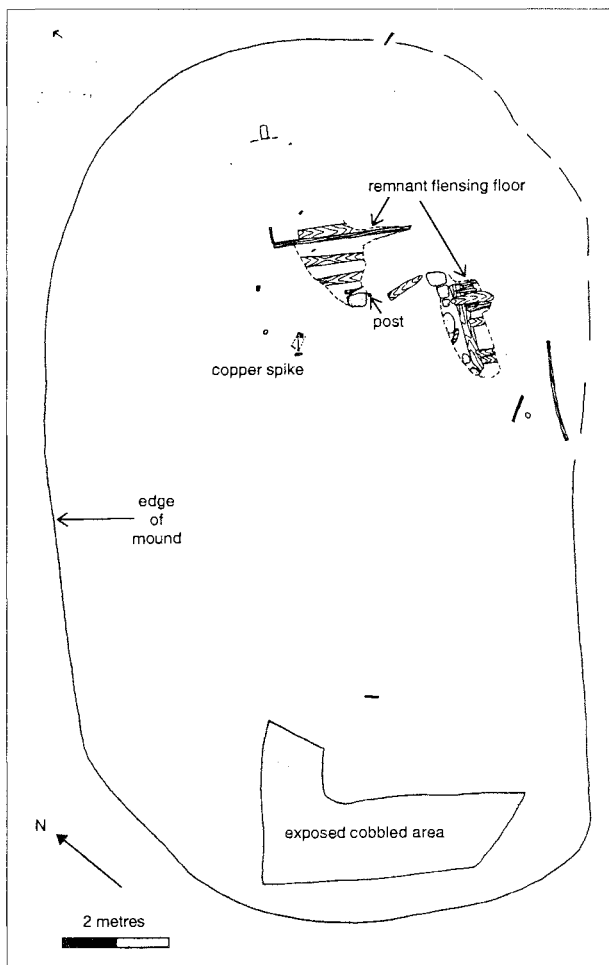 remnant flensing floor
post
copper spike
edge
of
mound
exposed cobbled area
N
2 metres